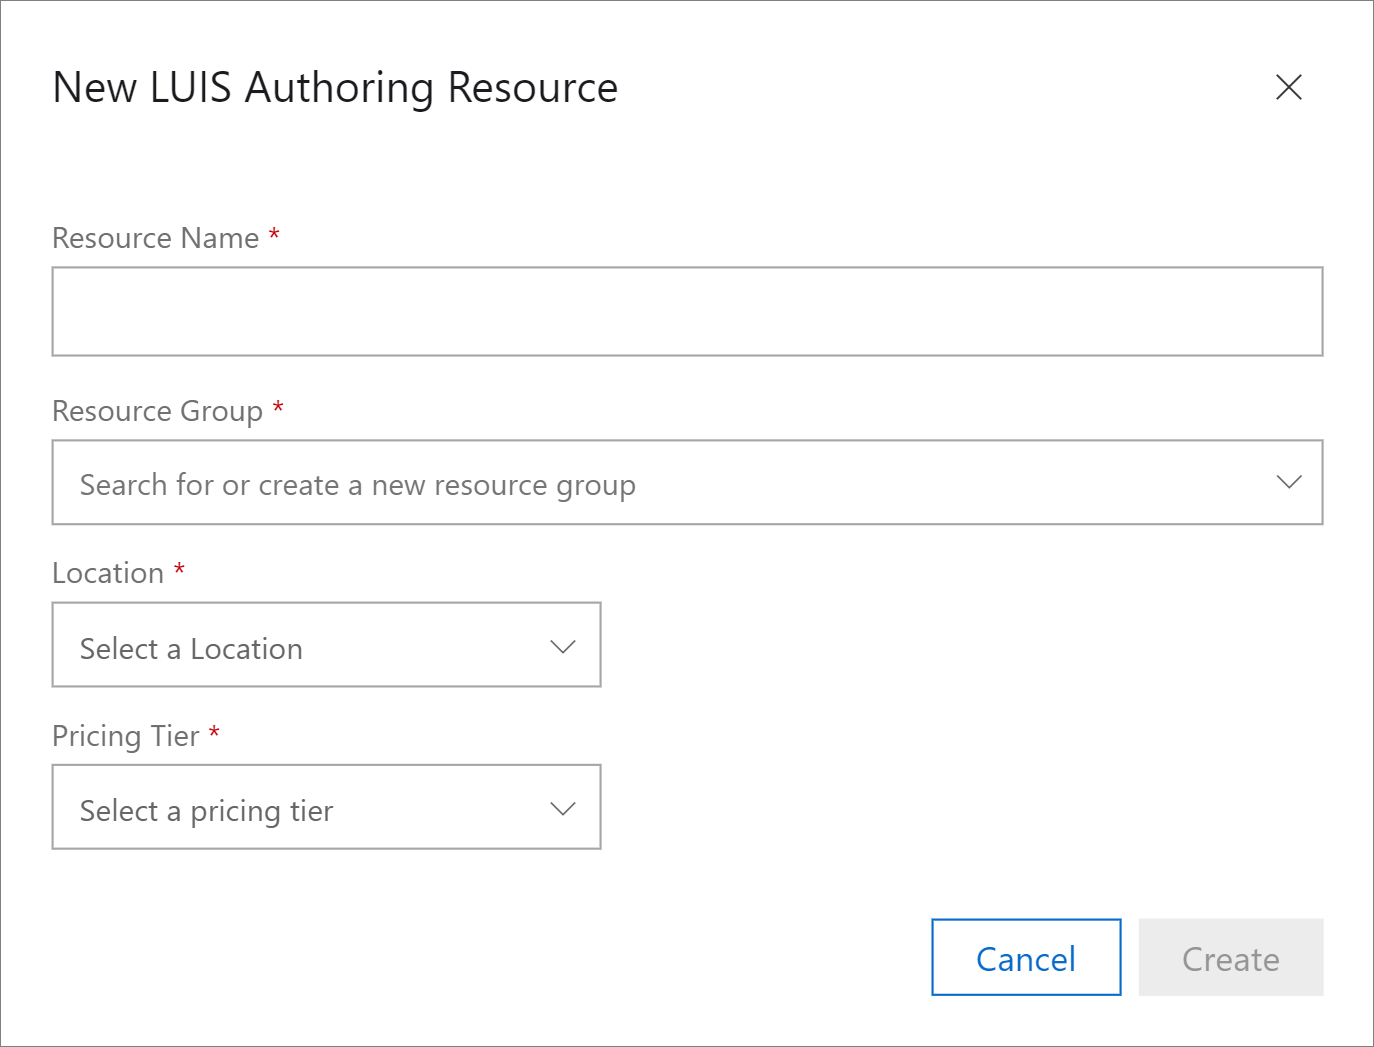 New LUIS Authoring Resource
Resource Name *
Resource Group *
Search for or create a new resource group
Location *
Select a Location
Pricing Tier *
Select a pricing tier
Cancel
Create